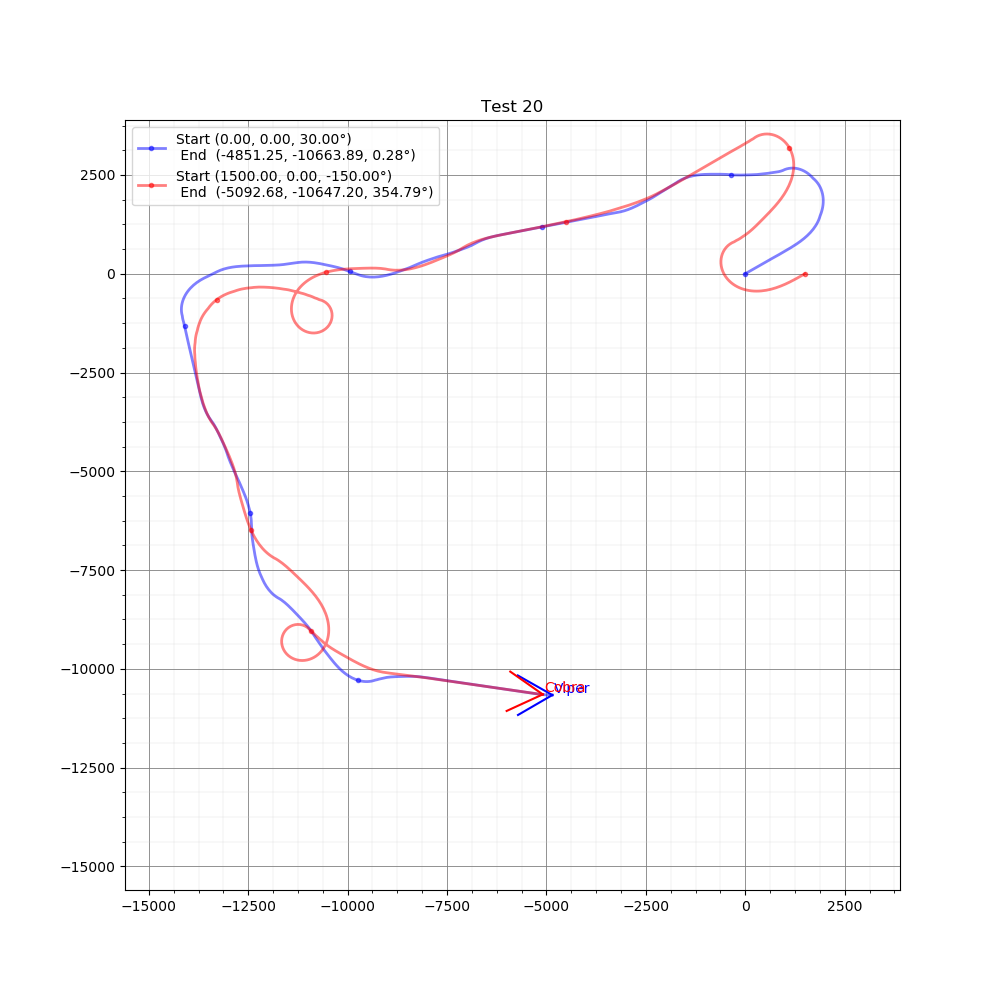 Test 20
Start (0.00, 0.00, 30.00°)
End (-4851.25, -10663.89, 0.28°)
Start (1500.00, 0.00, -150.00°)
End (-5092.68, -10647.20, 354.79°)
2500
0
−2500
−5000
−7500
−10000
−12500
−15000
Cobra
Viper
−15000 −12500 −10000 −7500 −5000 −2500 0 2500